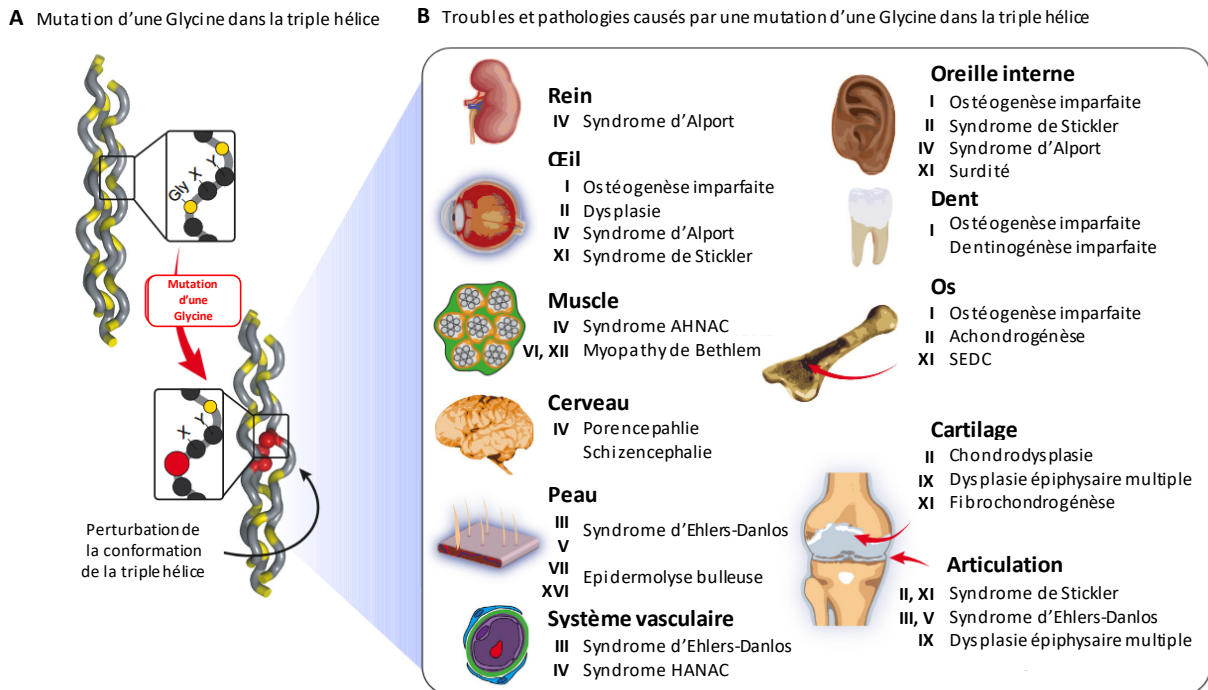 A Mutation d'une Glycine dans la triple hélice
Gly X Y
Mutation
d'une
Glycine
X Y
Perturbation de
la conformation
de la triple hélice
B Troubles et pathologies causés par une mutation d'une Glycine dans la triple hélice
Rein
IV Syndrome d'Alport
Œil
I Ostéogenèse imparfaite
II Dysplasie
IV Syndrome d'Alport
XI Syndrome de Stickler
Muscle
IV Syndrome AHNAC
VI, XII Myopathy de Bethlem
Cerveau
IV Porencepahlie
Schizencephalie
Peau
III
Syndrome d'Ehlers-Danlos
V
VII
Epidermolyse bulleuse
XVI
Système vasculaire
III Syndrome d'Ehlers-Danlos
IV Syndrome HANAC
Oreille interne
I Ostéogenèse imparfaite
II Syndrome de Stickler
IV Syndrome d'Alport
XI Surdité
Dent
I Ostéogenèse imparfaite
Dentinogénèse imparfaite
Os
I Ostéogenèse imparfaite
II Achondrogénèse
XI SEDC
Cartilage
II Chondrodysplasie
IX Dysplasie épiphysaire multiple
XI Fibrochondrogénèse
Articulation
II, XI Syndrome de Stickler
III, V Syndrome d'Ehlers-Danlos
IX Dysplasie épiphysaire multiple